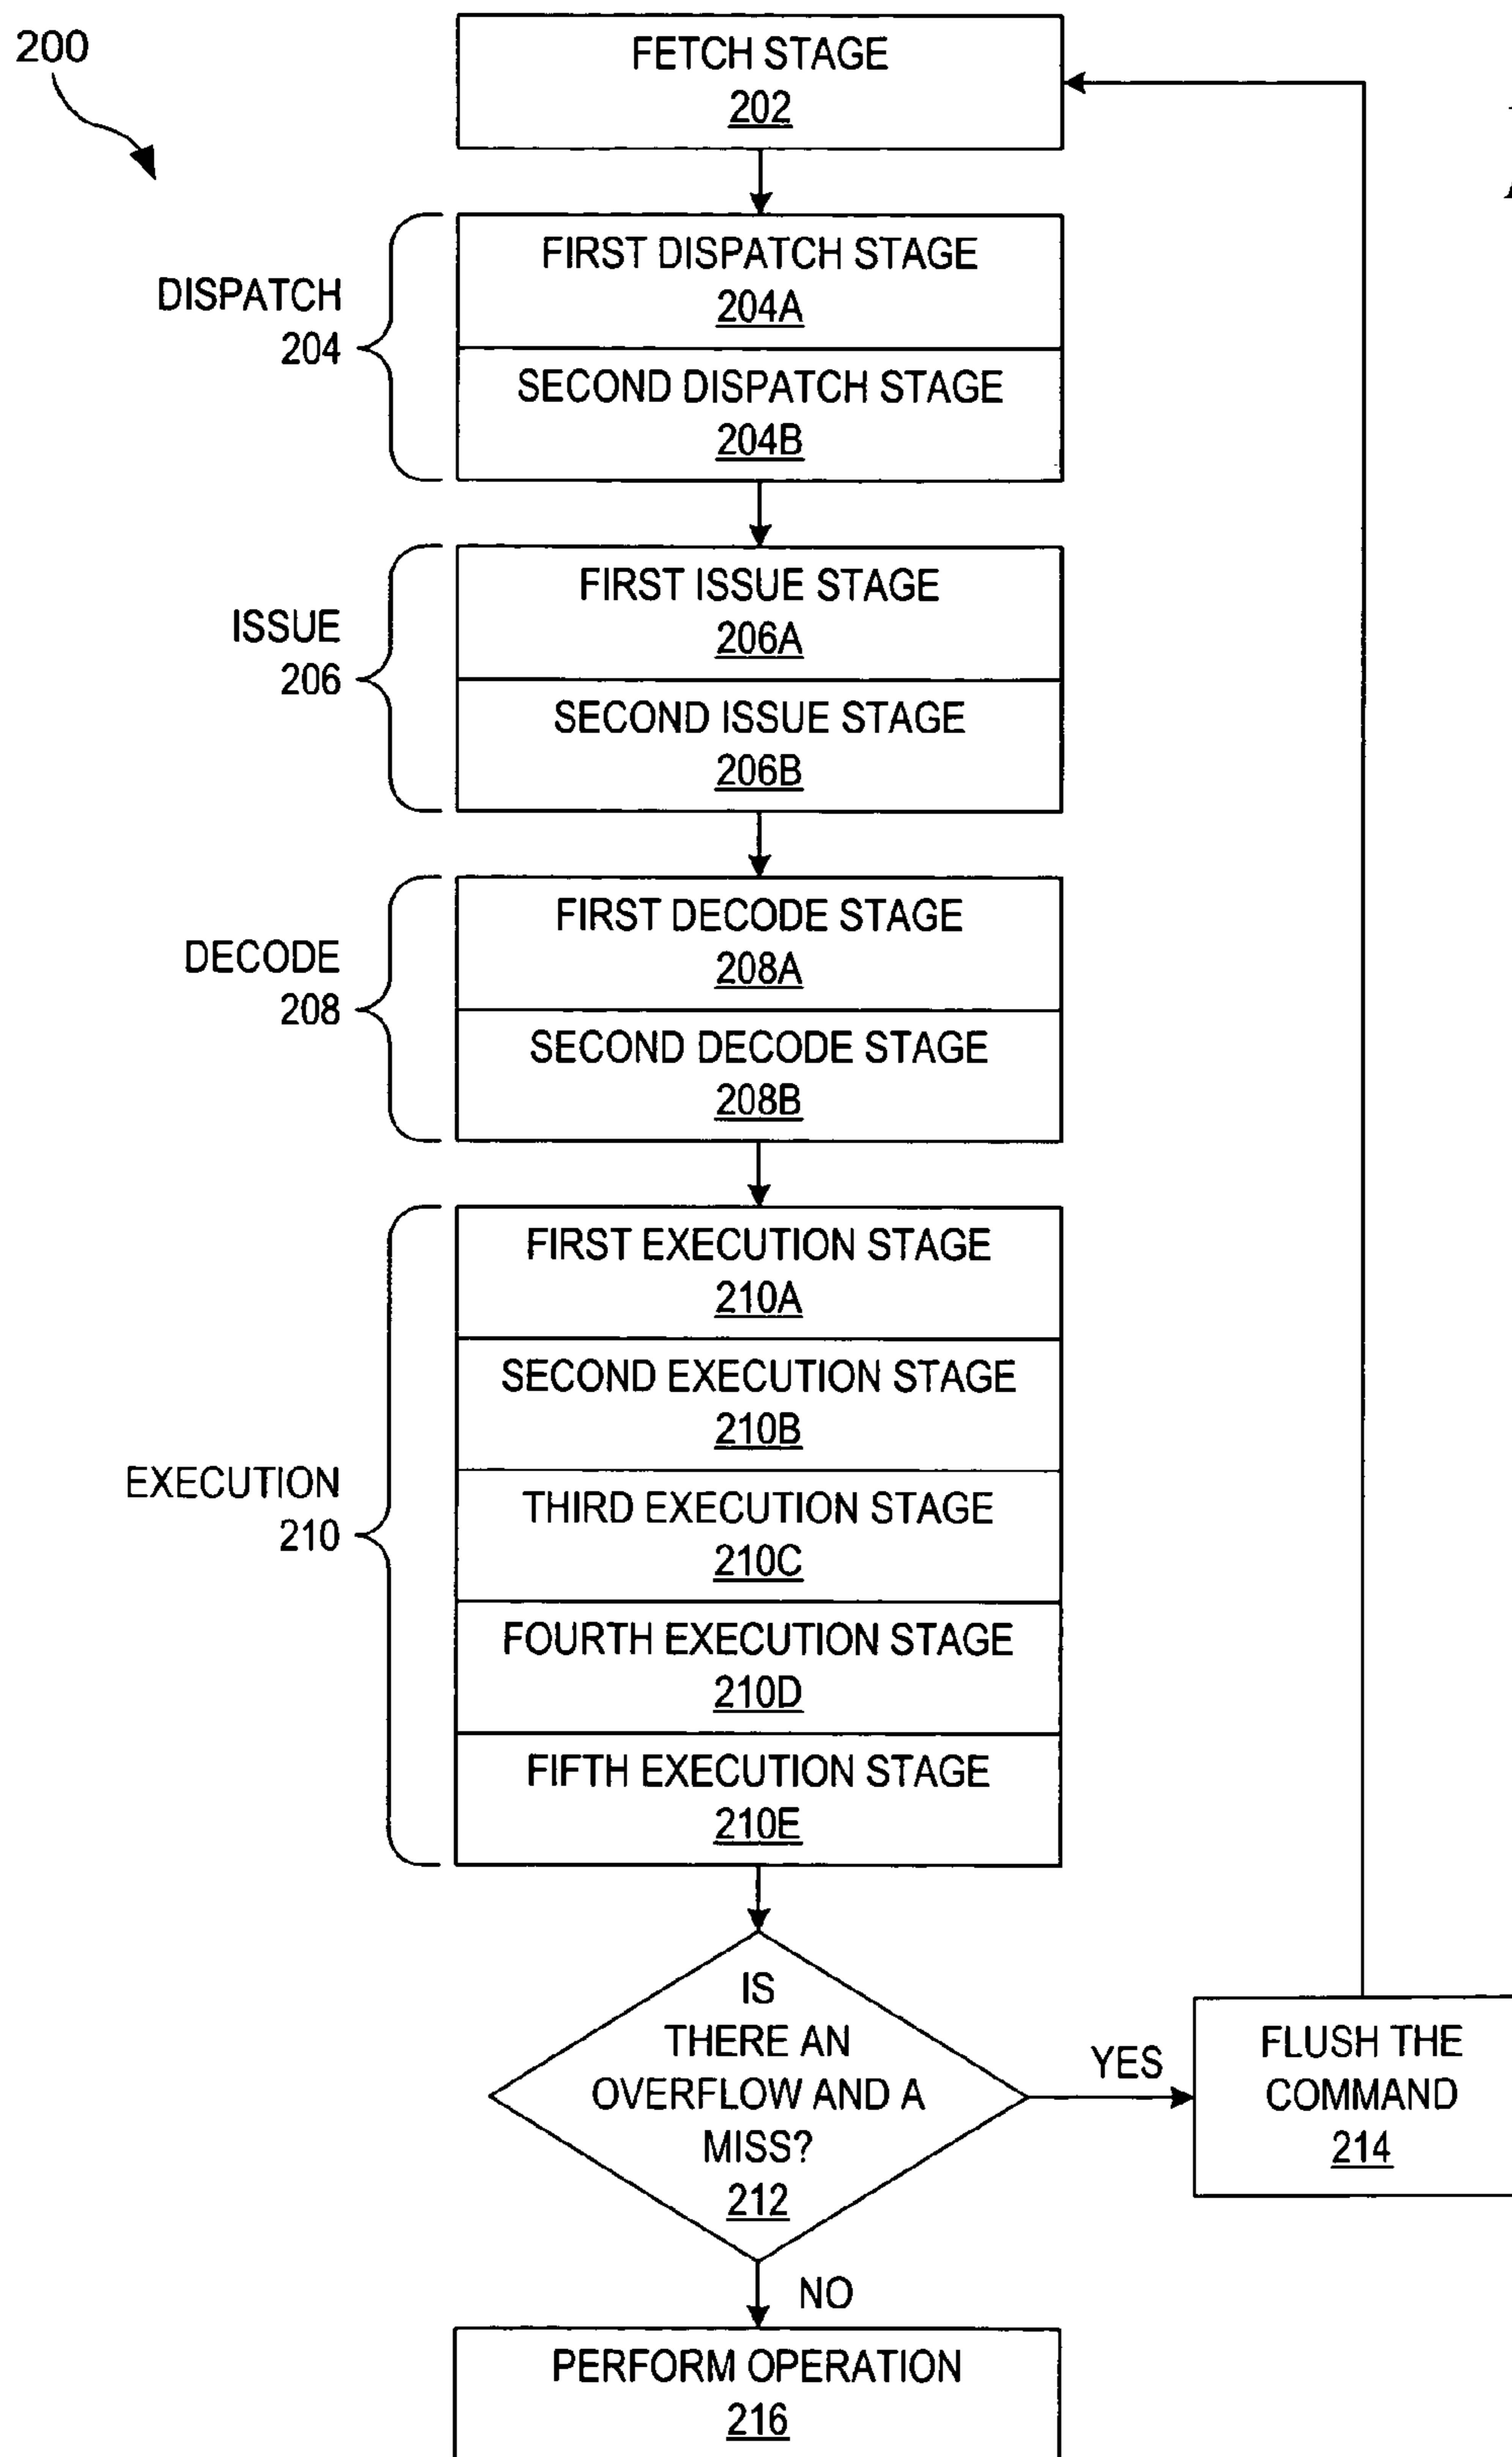 200
FETCH STAGE
202
FIRST DISPATCH STAGE
204A
DISPATCH
204
SECOND DISPATCH STAGE
204B
FIRST ISSUE STAGE
206A
ISSUE
206
SECOND ISSUE STAGE
206B
FIRST DECODE STAGE
208A
DECODE
208
SECOND DECODE STAGE
208B
FIRST EXECUTION STAGE
210A
SECOND EXECUTION STAGE
210B
EXECUTION
210
THIRD EXECUTION STAGE
210C
FOURTH EXECUTION STAGE
210D
FIFTH EXECUTION STAGE
210E
IS
THERE AN
OVERFLOW AND A
MISS?
212
YES
FLUSH THE
COMMAND
214
NO
PERFORM OPERATION
216